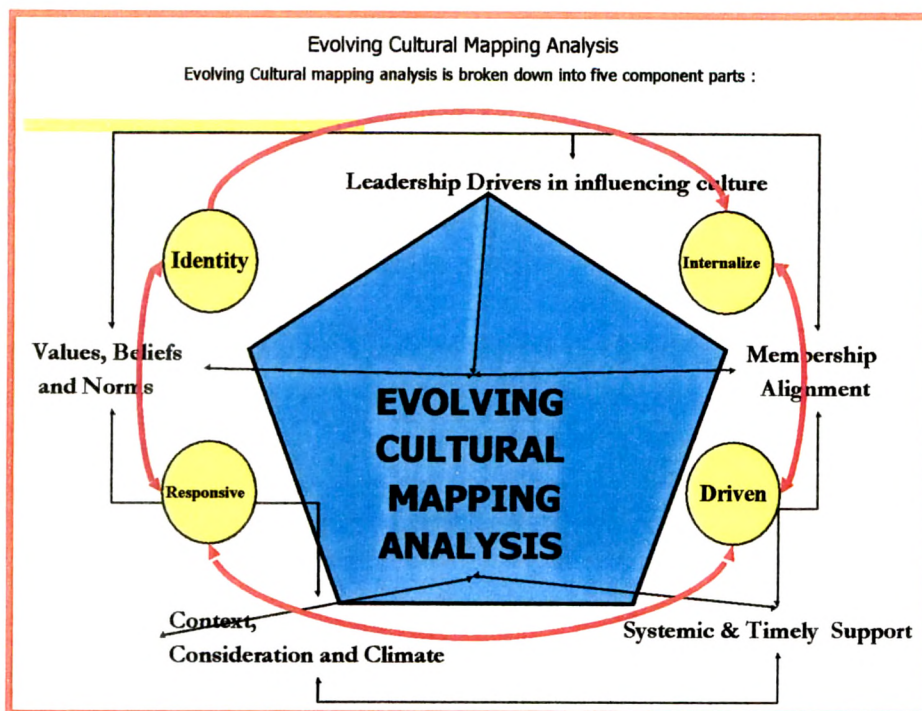 Evolving Cultural Mapping Analysis
Evolving Cultural mapping analysis is broken down into five component parts :
Leadership Drivers in influencing culture
Identity
Internalize
Values, Beliefs
and Norms
Membership
Alignment
EVOLVING
CULTURAL
MAPPING
ANALYSIS
Responsive
Driven
Context,
Consideration and Climate
Systemic & Timely Support